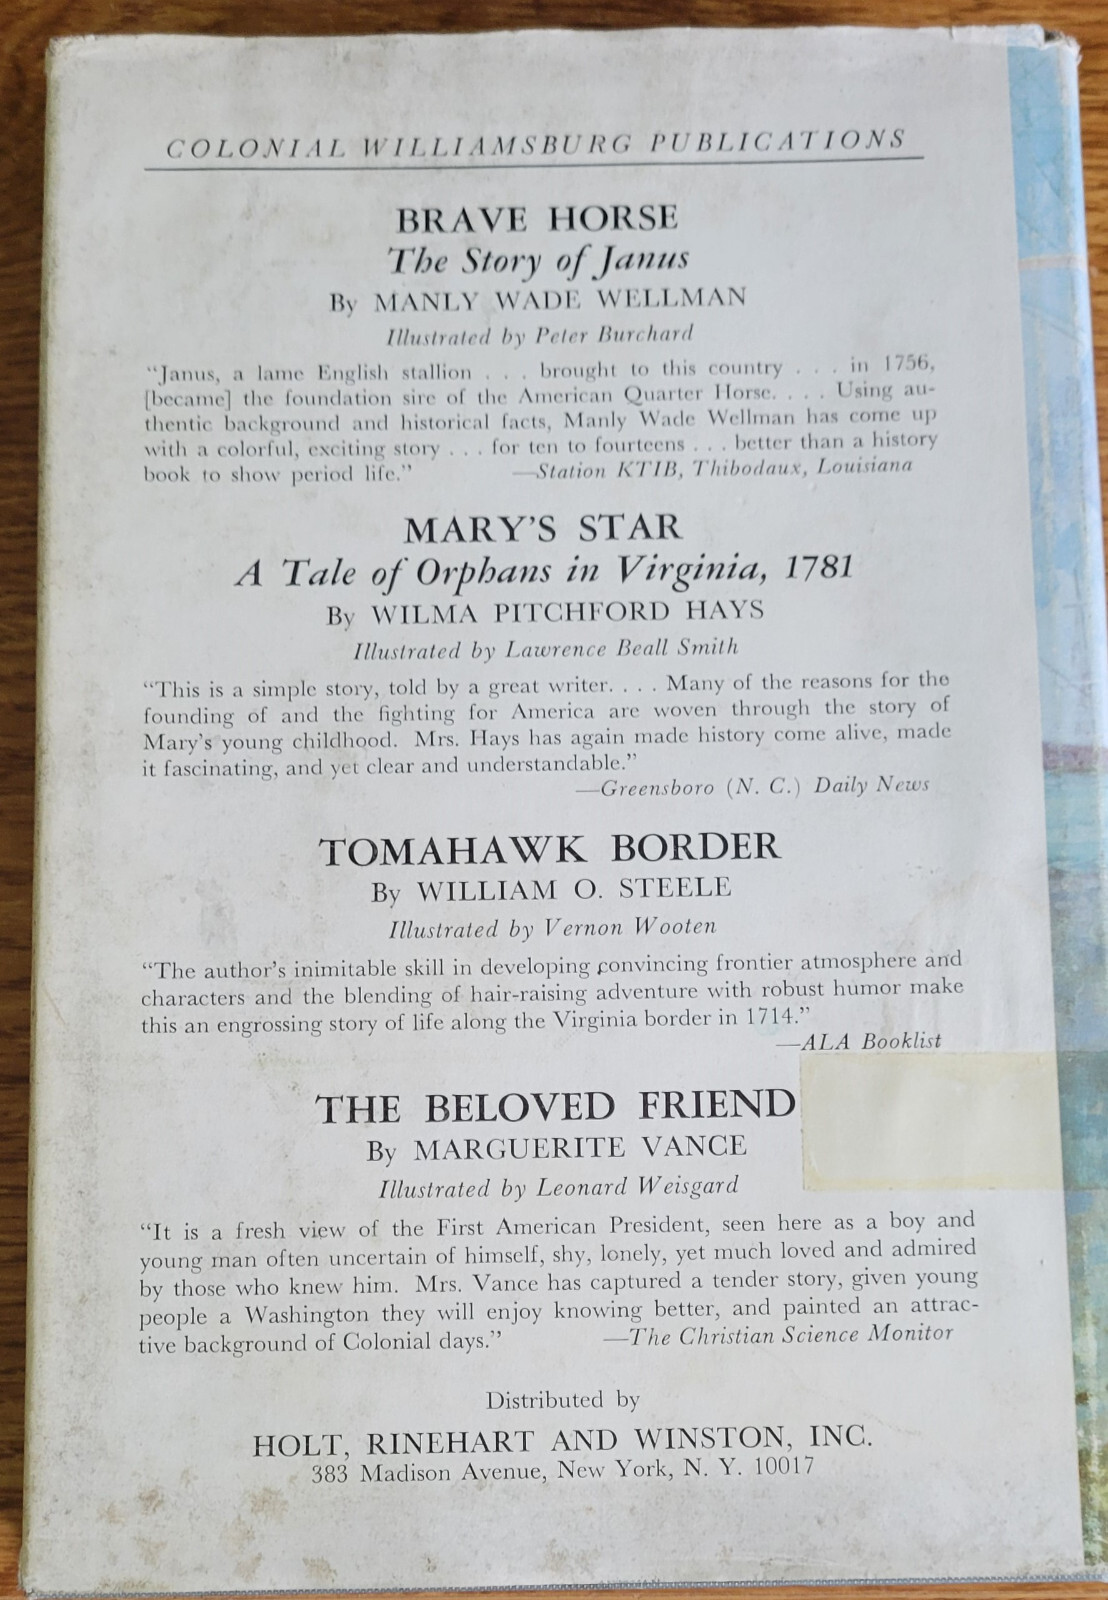 COLONIAL WILLIAMSBURG PUBLICATIONS
BRAVE HORSE
The Story of Janus
By MANLY WADE WELLMAN
Illustrated by Peter Burchard
“Janus, a lame English stallion . . . brought to this country . . . in 1756,
[became] the foundation sire of the American Quarter Horse. . . . Using au-
thentic background and historical facts, Manly Wade Wellman has come up
with a colorful, exciting story . . . for ten to fourteens . . . better than a history
book to show period life.” —Station KTIB, Thibodaux, Louisiana
MARY’S STAR
A Tale of Orphans in Virginia, 1781
By WILMA PITCHFORD HAYS
Illustrated by Lawrence Beall Smith
“This is a simple story, told by a great writer. . . . Many of the reasons for the
founding of and the fighting for America are woven through the story of
Mary’s young childhood. Mrs. Hays has again made history come alive, made
it fascinating, and yet clear and understandable.”
—Greensboro (N. C.) Daily News
TOMAHAWK BORDER
By WILLIAM O. STEELE
Illustrated by Vernon Wooten
“The author’s inimitable skill in developing convincing frontier atmosphere and
characters and the blending of hair-raising adventure with robust humor make
this an engrossing story of life along the Virginia border in 1714.”
—ALA Booklist
THE BELOVED FRIEND
By MARGUERITE VANCE
Illustrated by Leonard Weisgard
“It is a fresh view of the First American President, seen here as a boy and
young man often uncertain of himself, shy, lonely, yet much loved and admired
by those who knew him. Mrs. Vance has captured a tender story, given young
people a Washington they will enjoy knowing better, and painted an attrac-
tive background of Colonial days.” —The Christian Science Monitor
Distributed by
HOLT, RINEHART AND WINSTON, INC.
383 Madison Avenue, New York, N. Y. 10017